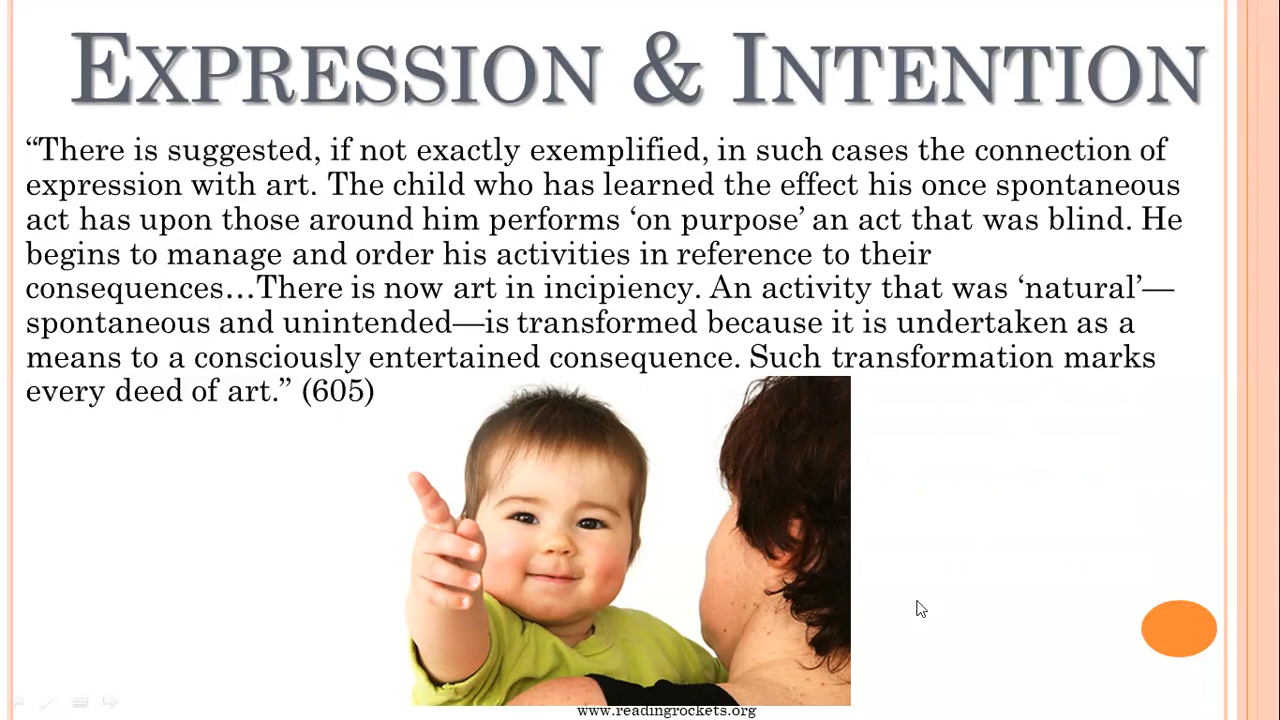 EXPRESSION & INTENTION
“There is suggested, if not exactly exemplified, in such cases the connection of
expression with art. The child who has learned the effect his once spontaneous
act has upon those around him performs ‘on purpose’ an act that was blind. He
begins to manage and order his activities in reference to their
consequences…There is now art in incipiency. An activity that was ‘natural’—
spontaneous and unintended—is transformed because it is undertaken as a
means to a consciously entertained consequence. Such transformation marks
every deed of art.” (605)
www.readingrockets.org